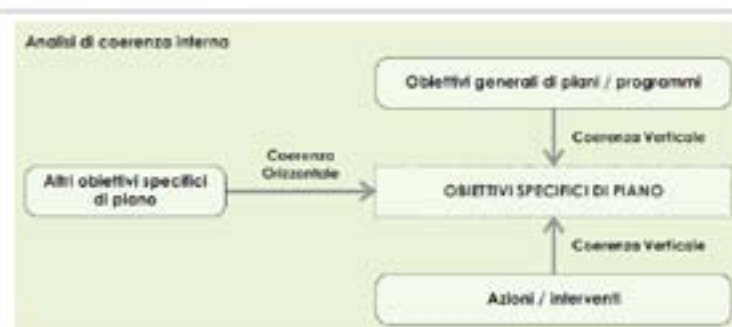 Analisi di coerenza interna
Obiettivi generali di piani / programmi
Coerenza Verticale
Coerenza
Orizzontale
Altri obiettivi specifici
di piano
OBIETTIVI SPECIFICI DI PIANO
Coerenza Verticale
Azioni / interventi